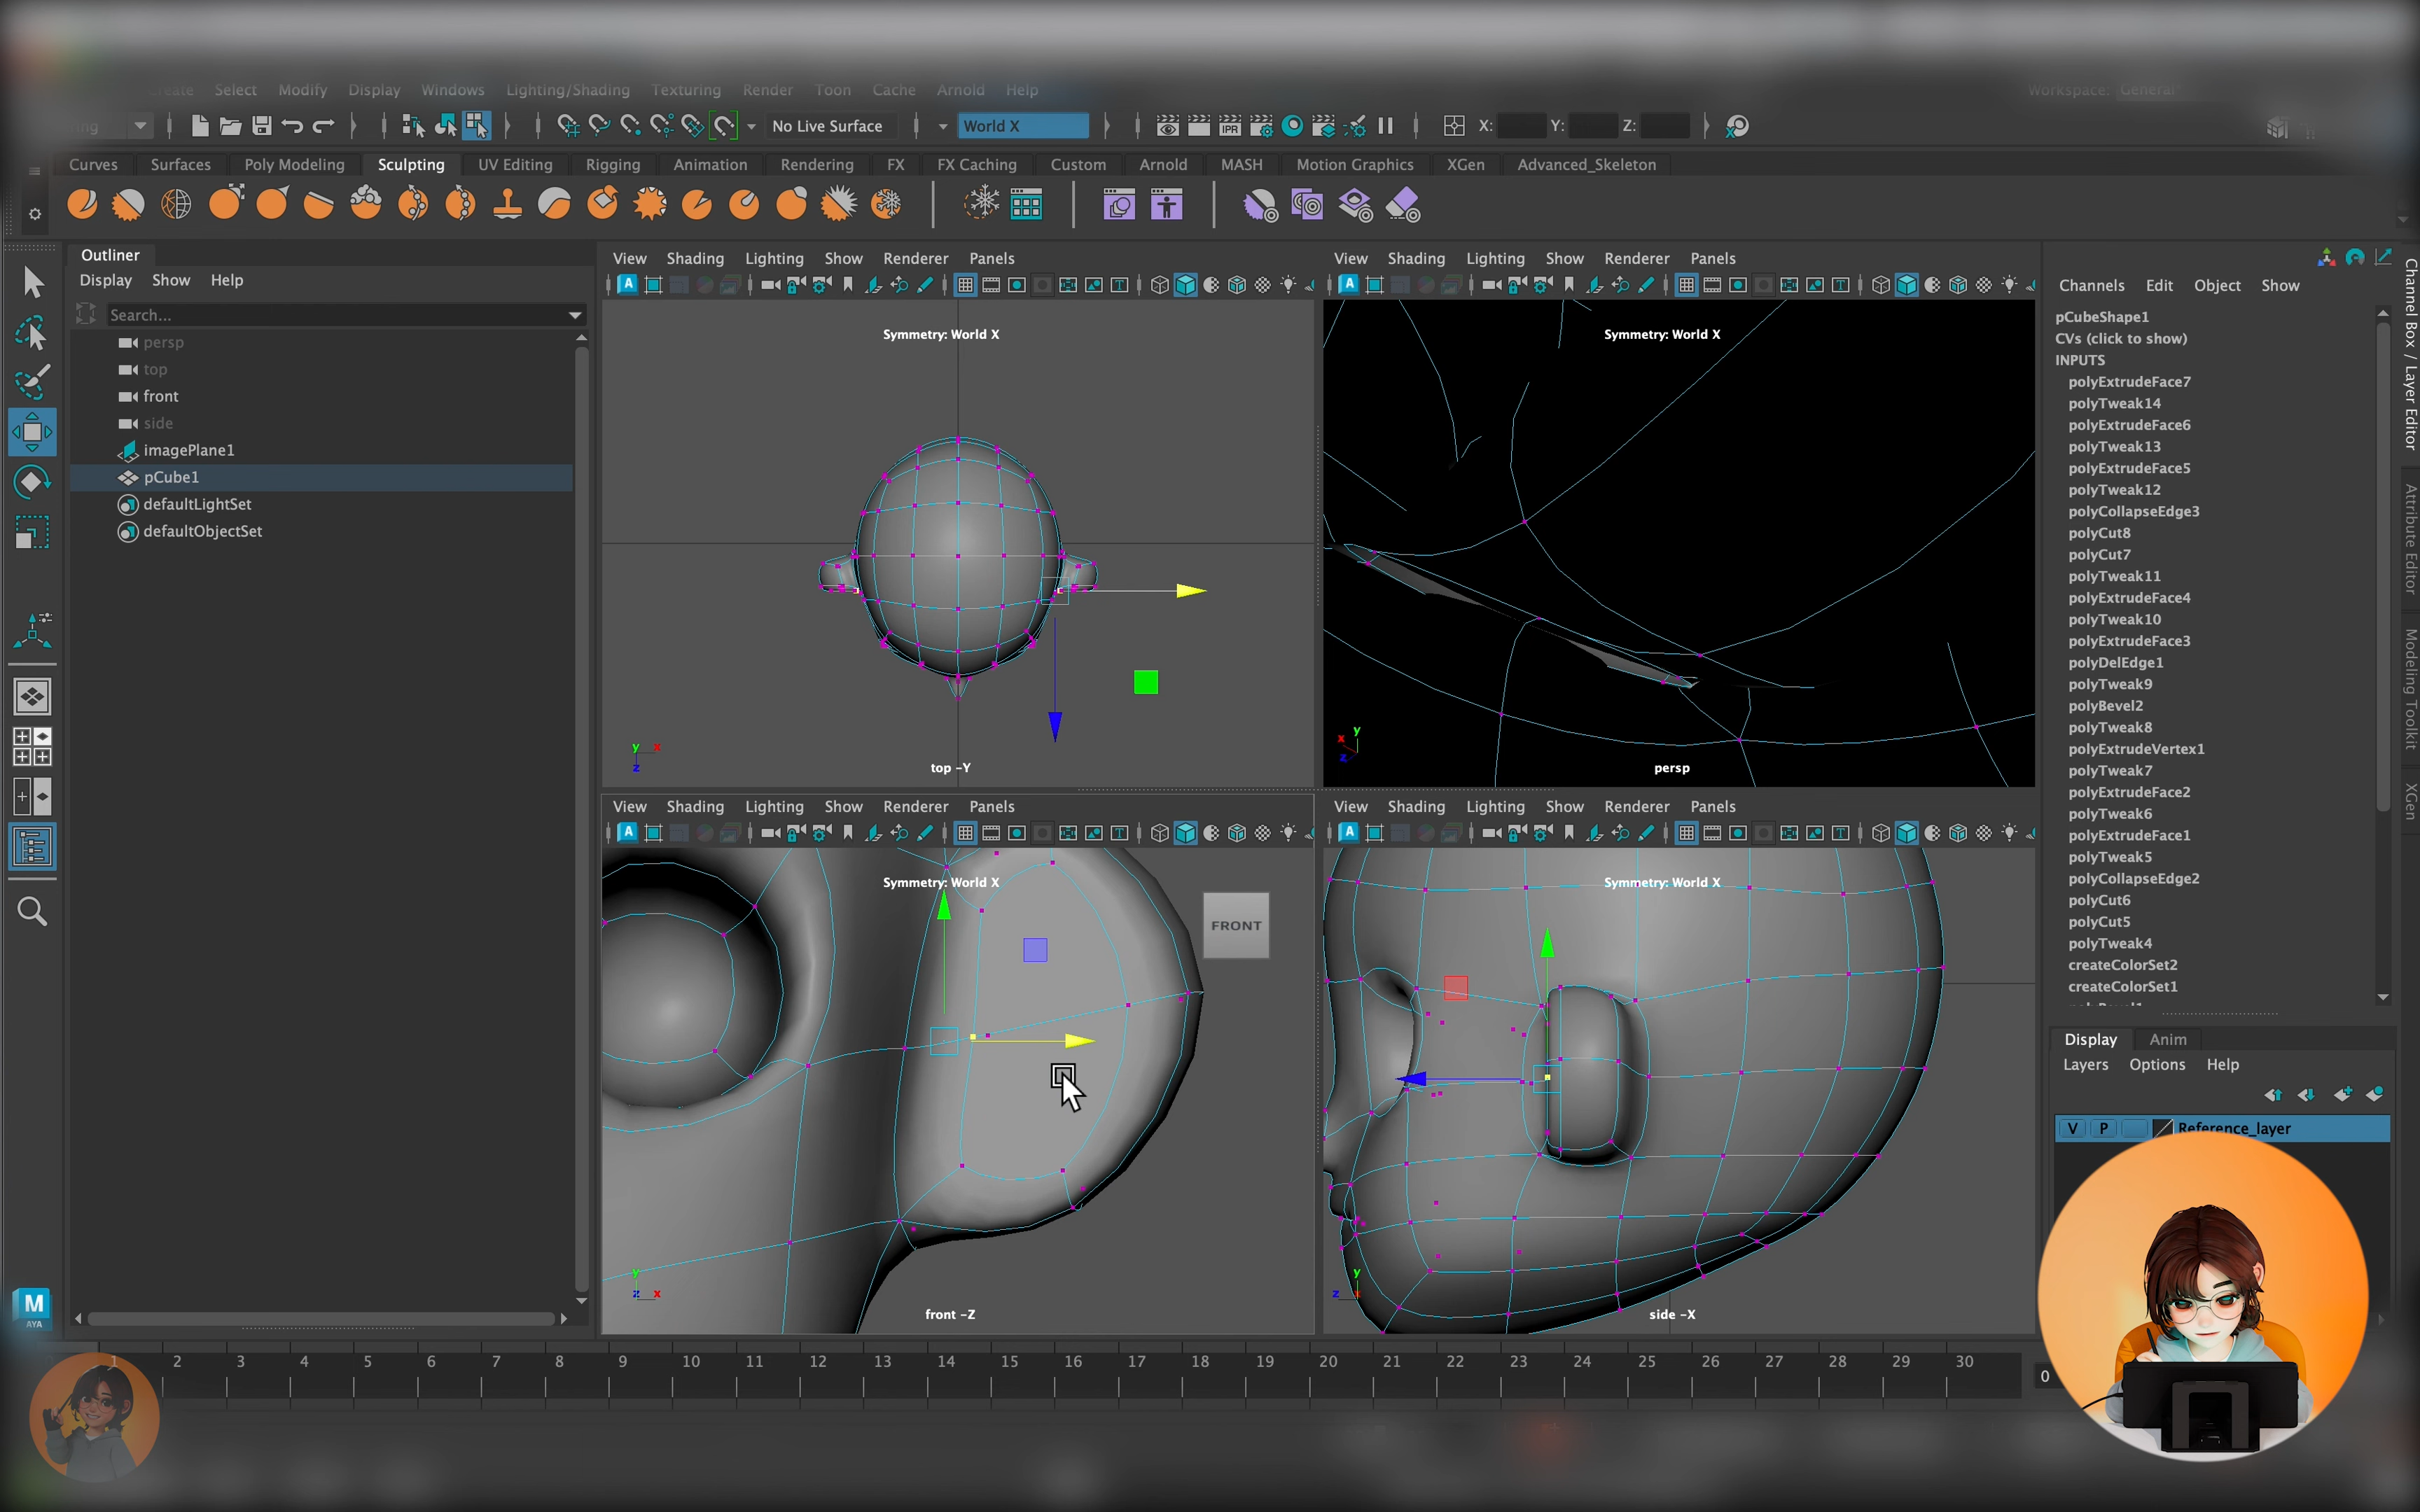 Create Select Modify Display Windows Lighting/Shading Texturing Render Toon Cache Arnold Help
Workspace: General
No Live Surface
World X
IPR
X:
Y:
Z:
Curves Surfaces Poly Modeling Sculpting UV Editing Rigging Animation Rendering FX FX Caching Custom Arnold MASH Motion Graphics XGen Advanced_Skeleton
Outliner
Display Show Help
Search...
persp
top
front
side
imagePlane1
pCube1
defaultLightSet
defaultObjectSet
View Shading Lighting Show Renderer Panels
Symmetry: World X
y x
z
top -Y
View Shading Lighting Show Renderer Panels
Symmetry: World X
x y
z
persp
View Shading Lighting Show Renderer Panels
Symmetry: World X
FRONT
y
z x
front -Z
View Shading Lighting Show Renderer Panels
Symmetry: World X
y
z
side -X
Channels Edit Object Show
pCubeShape1
CVs (click to show)
INPUTS
polyExtrudeFace7
polyTweak14
polyExtrudeFace6
polyTweak13
polyExtrudeFace5
polyTweak12
polyCollapseEdge3
polyCut8
polyCut7
polyTweak11
polyExtrudeFace4
polyTweak10
polyExtrudeFace3
polyDelEdge1
polyTweak9
polyBevel2
polyTweak8
polyExtrudeVertex1
polyTweak7
polyExtrudeFace2
polyTweak6
polyExtrudeFace1
polyTweak5
polyCollapseEdge2
polyCut6
polyCut5
polyTweak4
createColorSet2
createColorSet1
Display Anim
Layers Options Help
V P Reference_layer
Channel Box / Layer Editor
Attribute Editor
Modeling Toolkit
XGen
M
AYA
1 2 3 4 5 6 7 8 9 10 11 12 13 14 15 16 17 18 19 20 21 22 23 24 25 26 27 28 29 30
0